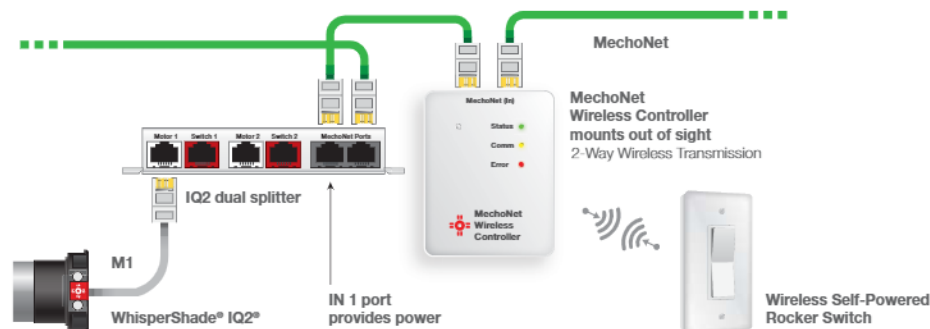 MechoNet
MechoNet (In)
MechoNet
Wireless Controller
mounts out of sight
2-Way Wireless Transmission
Status
Comm
Error
Motor 1
Switch 1
Motor 2
Switch 2
MechoNet Ports
IQ2 dual splitter
MechoNet
Wireless
Controller
M1
WhisperShade® IQ2®
IN 1 port
provides power
Wireless Self-Powered
Rocker Switch